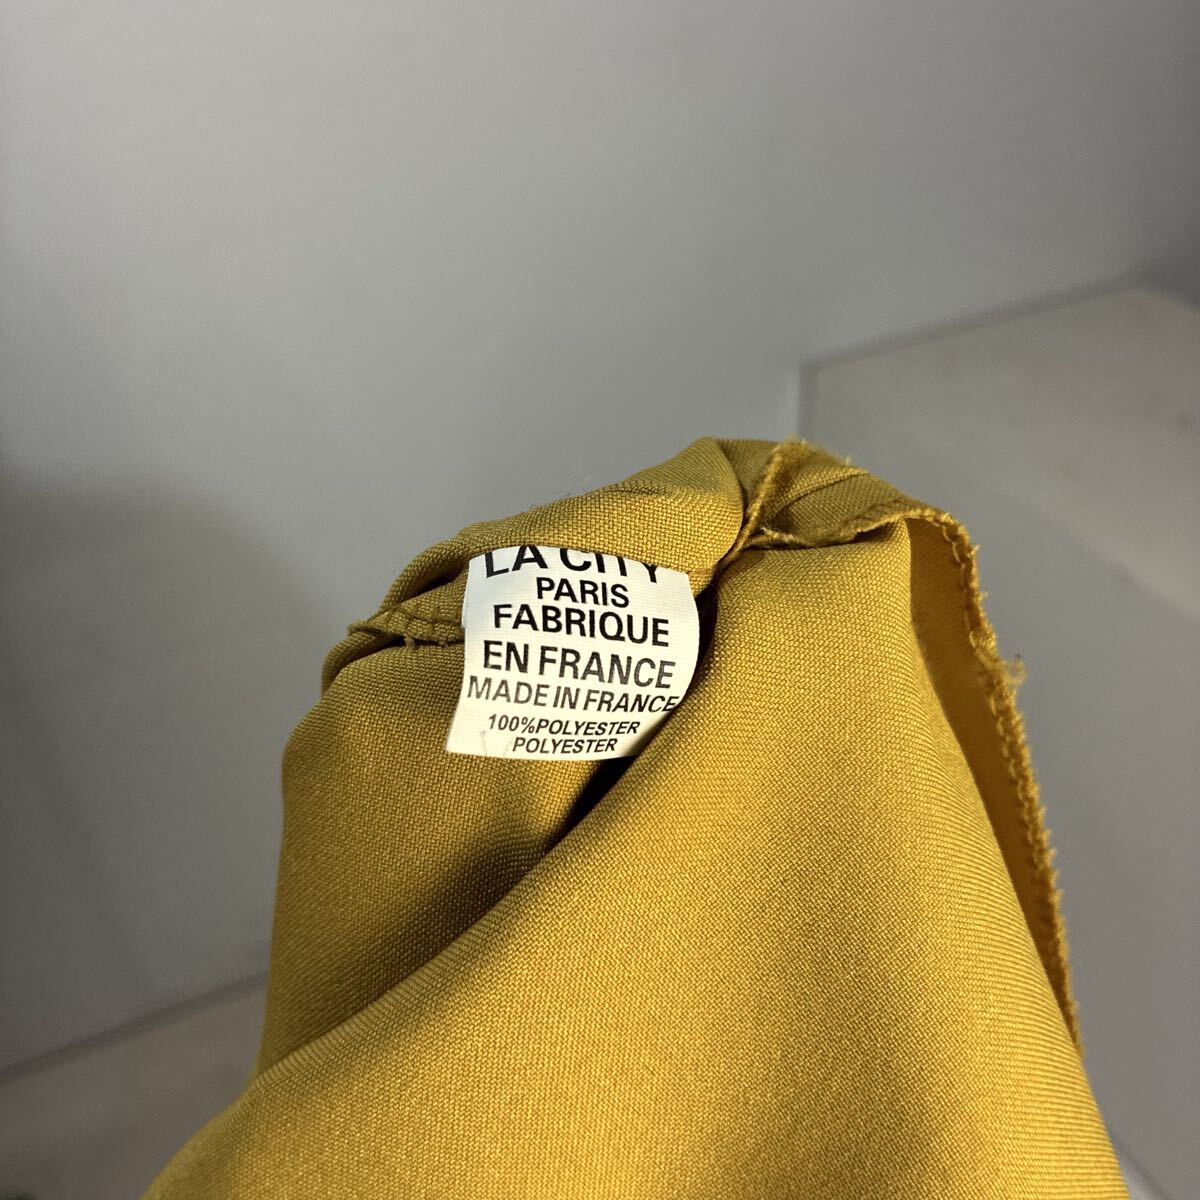 LA CITY
PARIS
FABRIQUE
EN FRANCE
MADE IN FRANCE
100%POLYESTER
POLYESTER